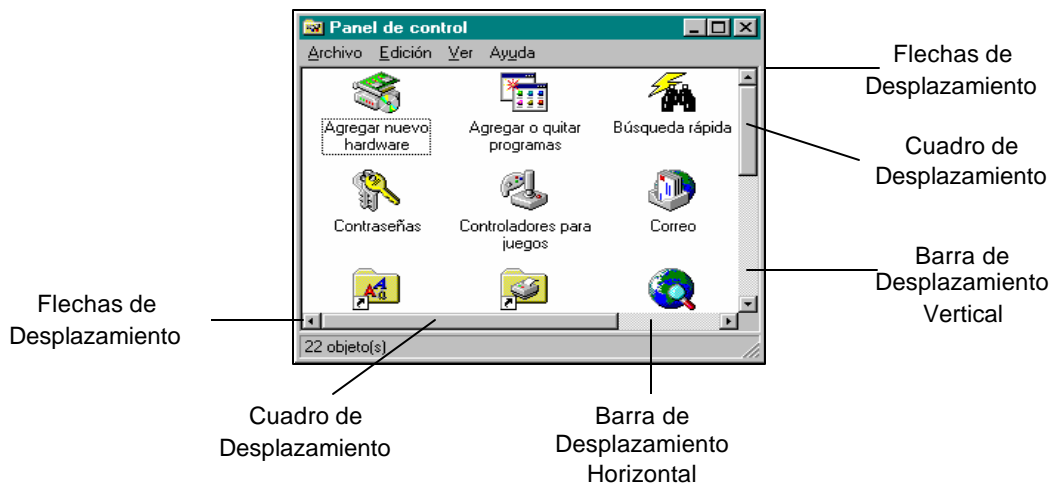 Panel de control
Archivo Edición Ver Ayuda
Agregar nuevo
hardware
Agregar o quitar
programas
Búsqueda rápida
Contraseñas
Controladores para
juegos
Correo
22 objeto(s)
Flechas de
Desplazamiento
Cuadro de
Desplazamiento
Barra de
Desplazamiento
Vertical
Flechas de
Desplazamiento
Cuadro de
Desplazamiento
Barra de
Desplazamiento
Horizontal